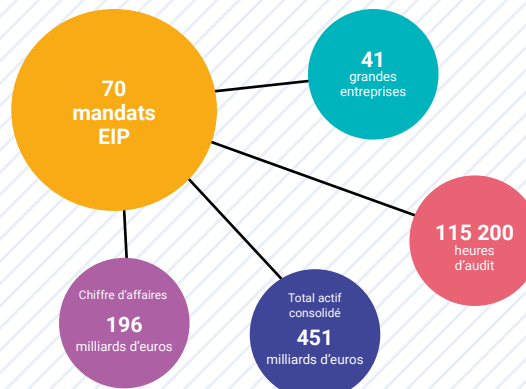 70
mandats
EIP
41
grandes
entreprises
115 200
heures
d'audit
Chiffre d'affaires
196
milliards d'euros
Total actif
consolidé
451
milliards d'euros